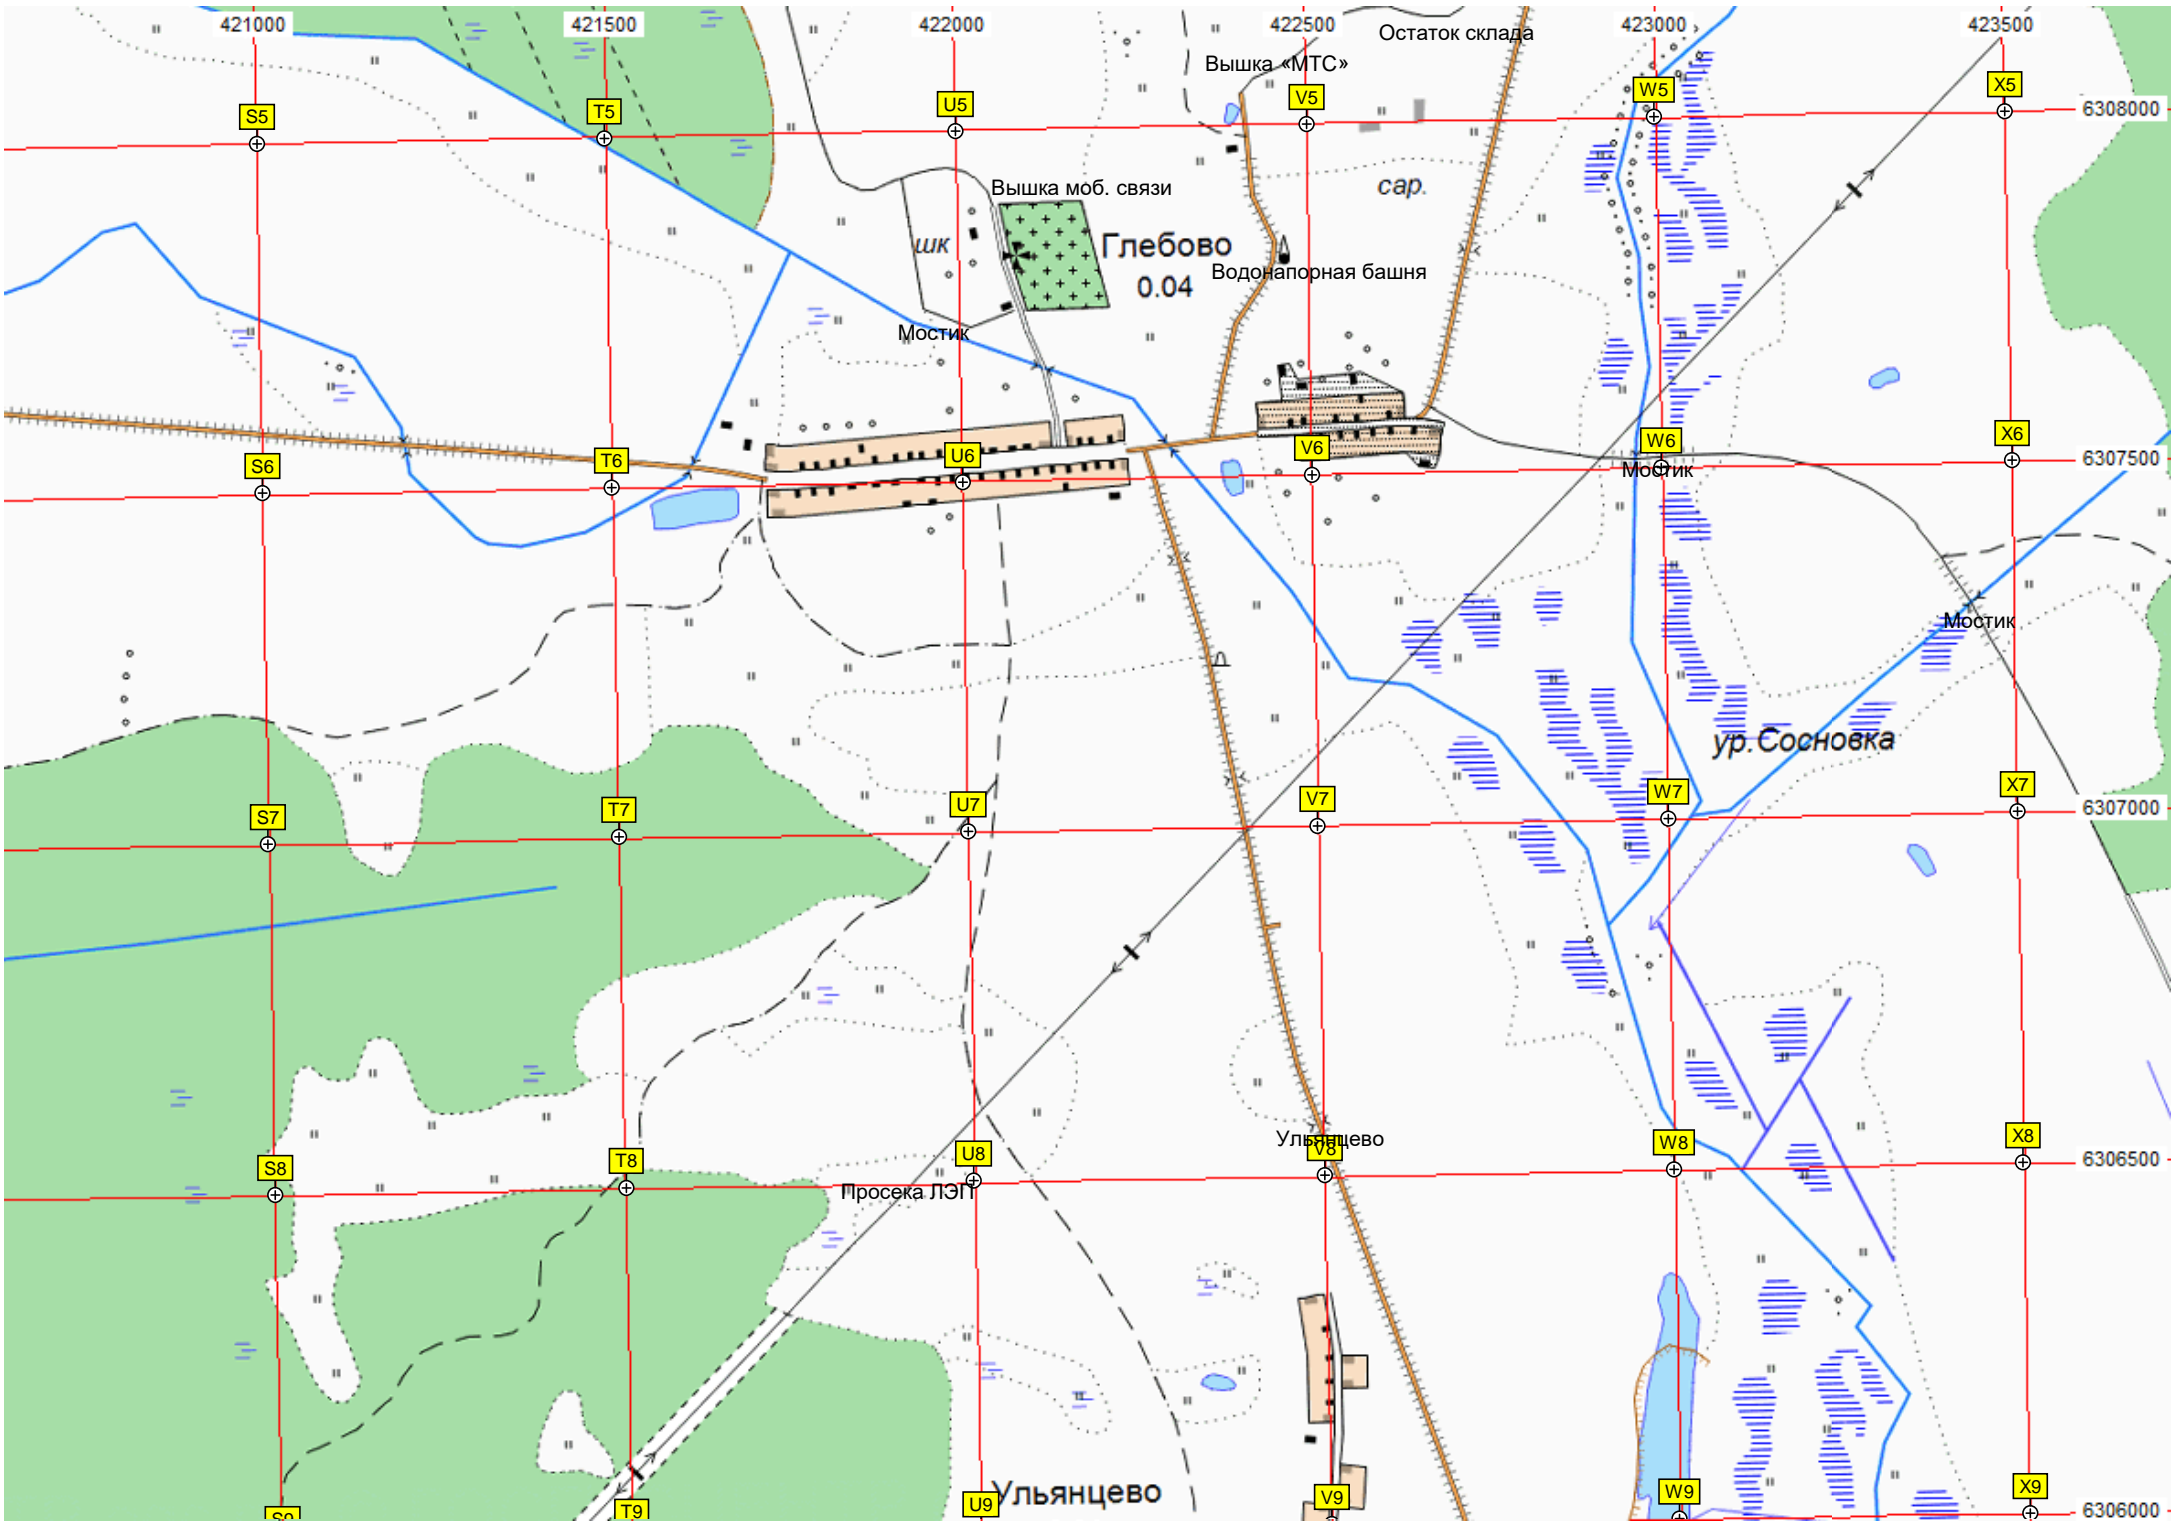 421000 421500 422000 422500 423000 423500
Остаток склада
Вышка «МТС»
S5 T5 U5 V5 W5 X5
6308000
сар.
Вышка моб. связи
шк
Глебово
0.04
Водонапорная башня
Мостик
S6 T6 U6 V6 W6 X6
6307500
Мостик
Мостик
ур.Сосновка
S7 T7 U7 V7 W7 X7
6307000
Ульянцево
S8 T8 U8 V8 W8 X8
6306500
Просека ЛЭП
Ульянцево
S9 T9 U9 V9 W9 X9
6306000